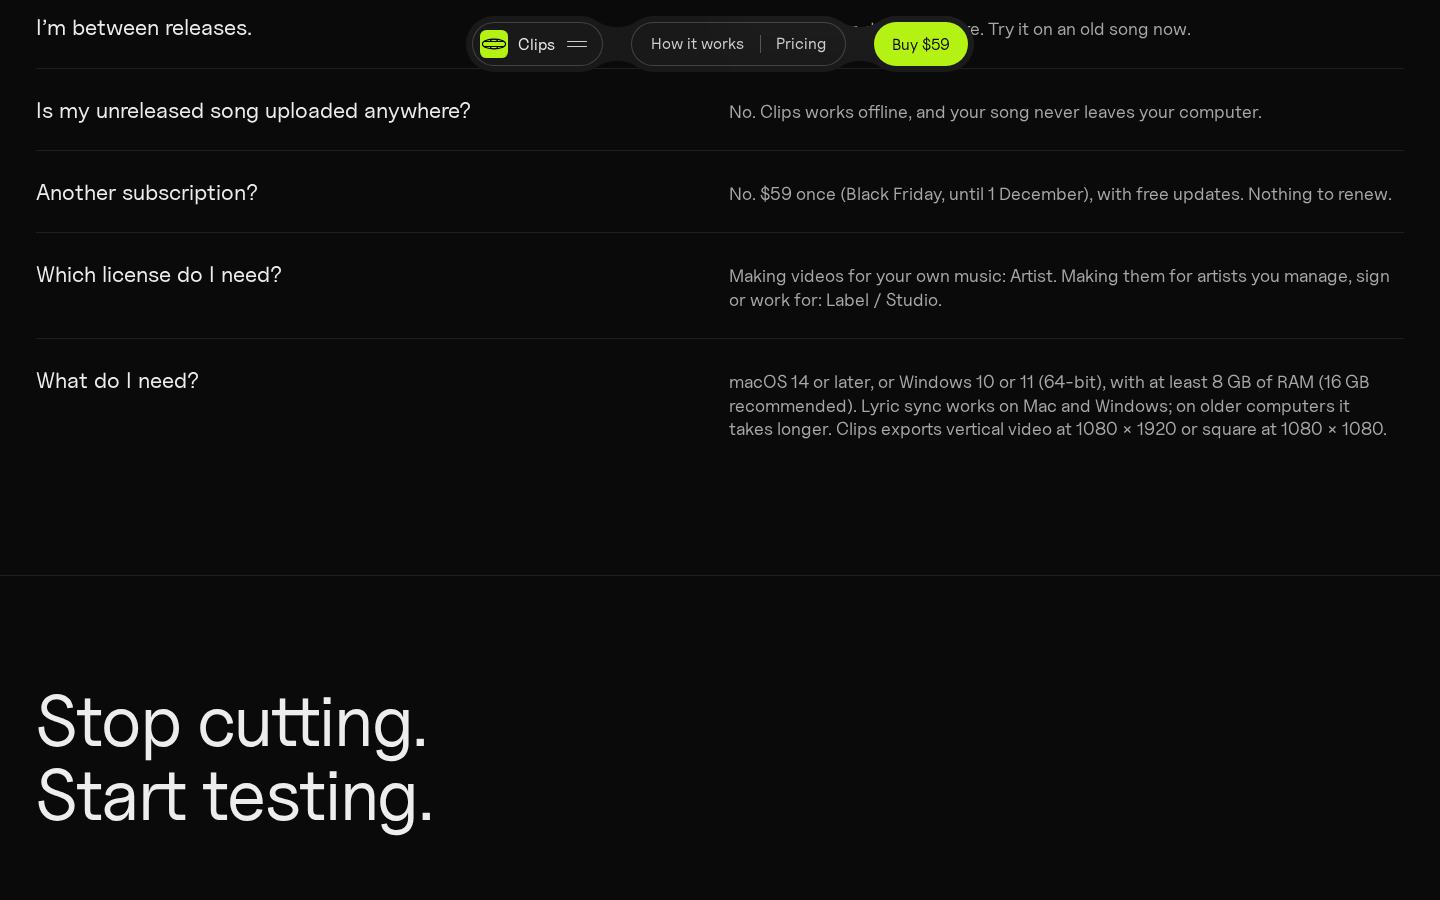 I’m between releases.
re. Try it on an old song now.
Clips
How it works
Pricing
Buy $59
Is my unreleased song uploaded anywhere?
No. Clips works offline, and your song never leaves your computer.
Another subscription?
No. $59 once (Black Friday, until 1 December), with free updates. Nothing to renew.
Which license do I need?
Making videos for your own music: Artist. Making them for artists you manage, sign
or work for: Label / Studio.
What do I need?
macOS 14 or later, or Windows 10 or 11 (64-bit), with at least 8 GB of RAM (16 GB
recommended). Lyric sync works on Mac and Windows; on older computers it
takes longer. Clips exports vertical video at 1080 × 1920 or square at 1080 × 1080.
Stop cutting.
Start testing.